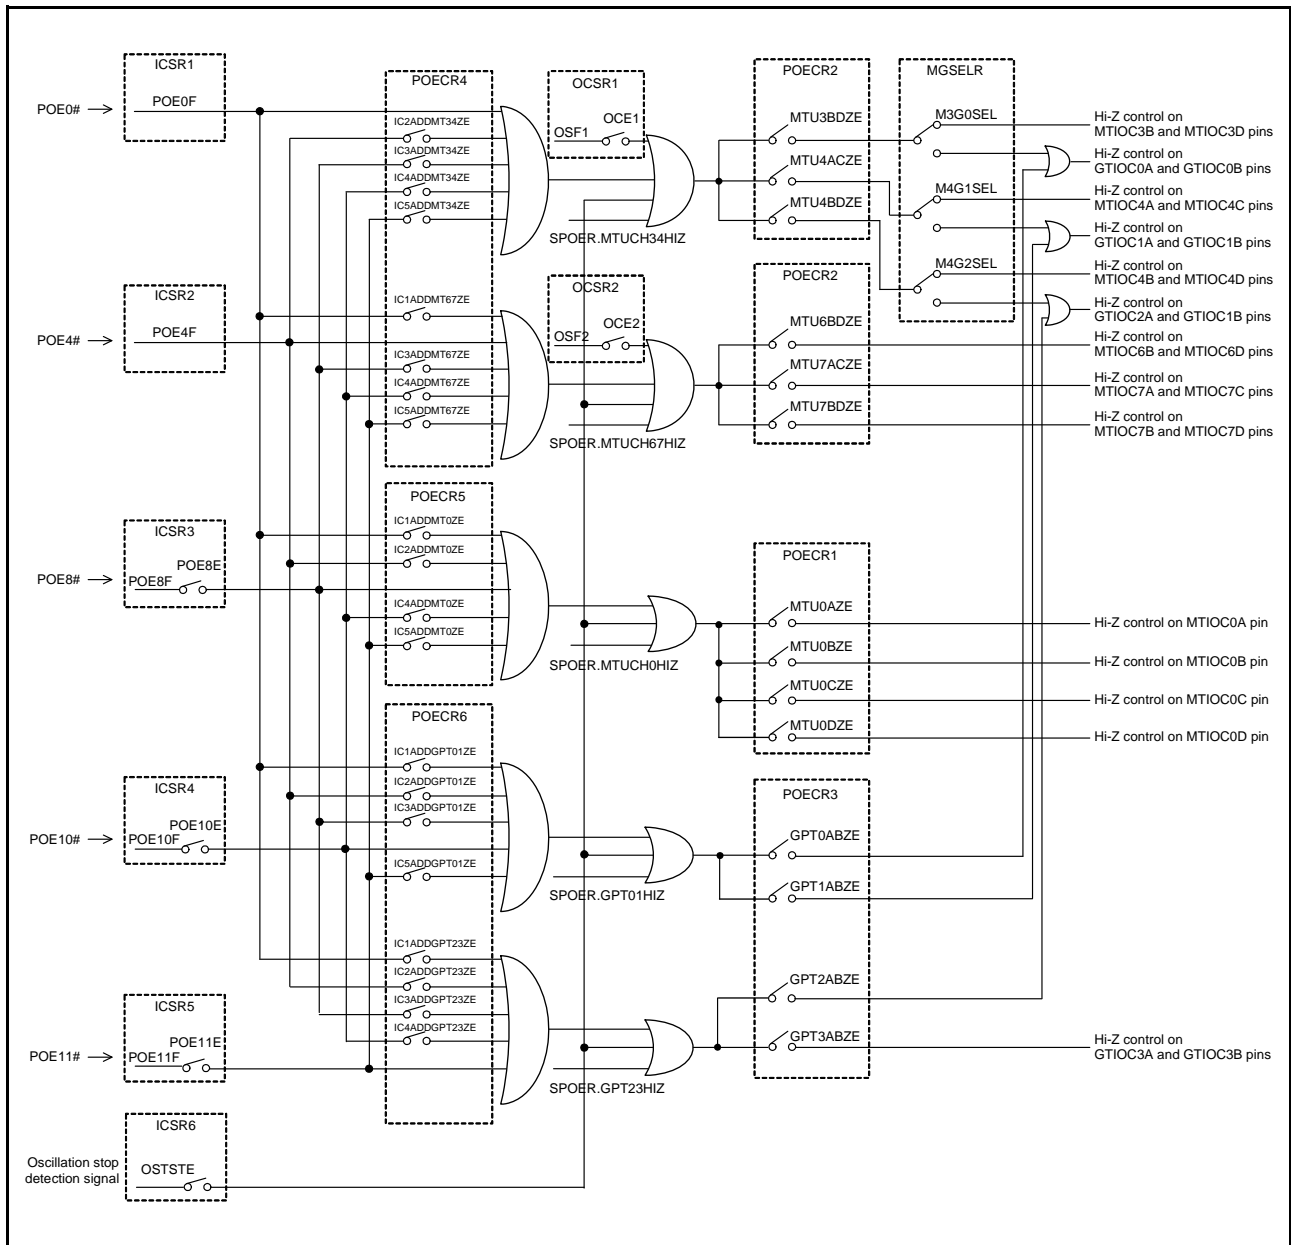 ICSR1
POE0F
POE0#
POECR4
IC2ADDMT34ZE
IC3ADDMT34ZE
IC4ADDMT34ZE
IC5ADDMT34ZE
OCSR1
OCE1
OSF1
SPOER.MTUCH34HIZ
POECR2
MTU3BDZE
MTU4ACZE
MTU4BDZE
MGSELR
M3G0SEL
M4G1SEL
M4G2SEL
Hi-Z control on
MTIOC3B and MTIOC3D pins
Hi-Z control on
GTIOC0A and GTIOC0B pins
Hi-Z control on
MTIOC4A and MTIOC4C pins
Hi-Z control on
GTIOC1A and GTIOC1B pins
Hi-Z control on
MTIOC4B and MTIOC4D pins
Hi-Z control on
GTIOC2A and GTIOC1B pins
ICSR2
POE4F
POE4#
IC1ADDMT67ZE
IC3ADDMT67ZE
IC4ADDMT67ZE
IC5ADDMT67ZE
OCSR2
OCE2
OSF2
SPOER.MTUCH67HIZ
POECR2
MTU6BDZE
MTU7ACZE
MTU7BDZE
Hi-Z control on
MTIOC6B and MTIOC6D pins
Hi-Z control on
MTIOC7A and MTIOC7C pins
Hi-Z control on
MTIOC7B and MTIOC7D pins
ICSR3
POE8E
POE8F
POE8#
POECR5
IC1ADDMT0ZE
IC2ADDMT0ZE
IC4ADDMT0ZE
IC5ADDMT0ZE
SPOER.MTUCH0HIZ
POECR1
MTU0AZE
MTU0BZE
MTU0CZE
MTU0DZE
Hi-Z control on MTIOC0A pin
Hi-Z control on MTIOC0B pin
Hi-Z control on MTIOC0C pin
Hi-Z control on MTIOC0D pin
ICSR4
POE10E
POE10F
POE10#
POECR6
IC1ADDGPT01ZE
IC2ADDGPT01ZE
IC3ADDGPT01ZE
IC5ADDGPT01ZE
SPOER.GPT01HIZ
POECR3
GPT0ABZE
GPT1ABZE
GPT2ABZE
GPT3ABZE
ICSR5
POE11E
POE11F
POE11#
IC1ADDGPT23ZE
IC2ADDGPT23ZE
IC3ADDGPT23ZE
IC4ADDGPT23ZE
SPOER.GPT23HIZ
Hi-Z control on
GTIOC3A and GTIOC3B pins
ICSR6
OSTSTE
Oscillation stop
detection signal